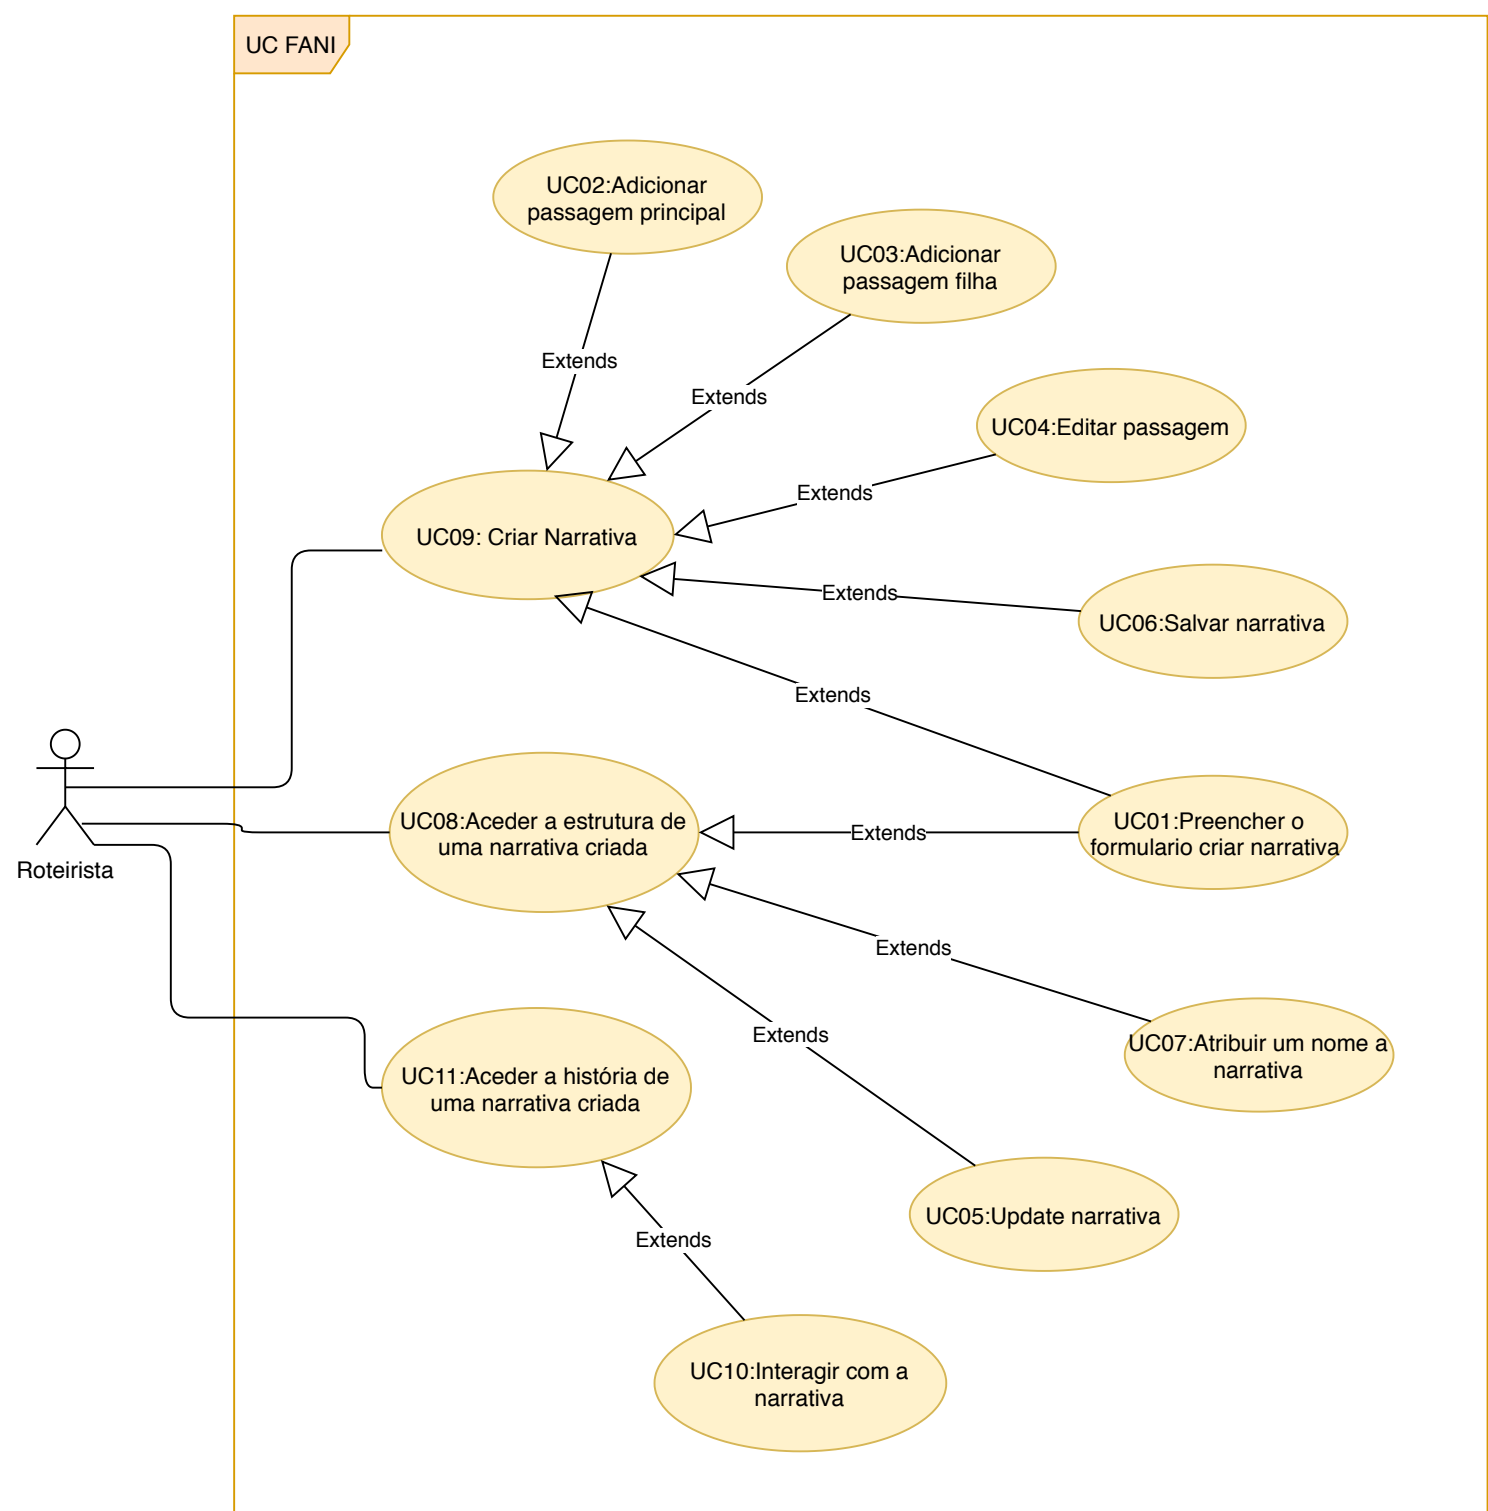 UC FANI
UC02:Adicionar
passagem principal
UC03:Adicionar
passagem filha
Extends
Extends
UC04:Editar passagem
Extends
UC09: Criar Narrativa
Extends
UC06:Salvar narrativa
Extends
UC08:Aceder a estrutura de
uma narrativa criada
Extends
UC01:Preencher o
formulario criar narrativa
Roteirista
Extends
UC07:Atribuir um nome a
narrativa
Extends
UC11:Aceder a história de
uma narrativa criada
UC05:Update narrativa
Extends
UC10:Interagir com a
narrativa